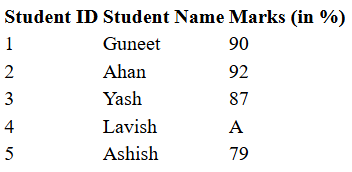 Student ID Student Name Marks (in %)
1 Guneet 90
2 Ahan 92
3 Yash 87
4 Lavish A
5 Ashish 79